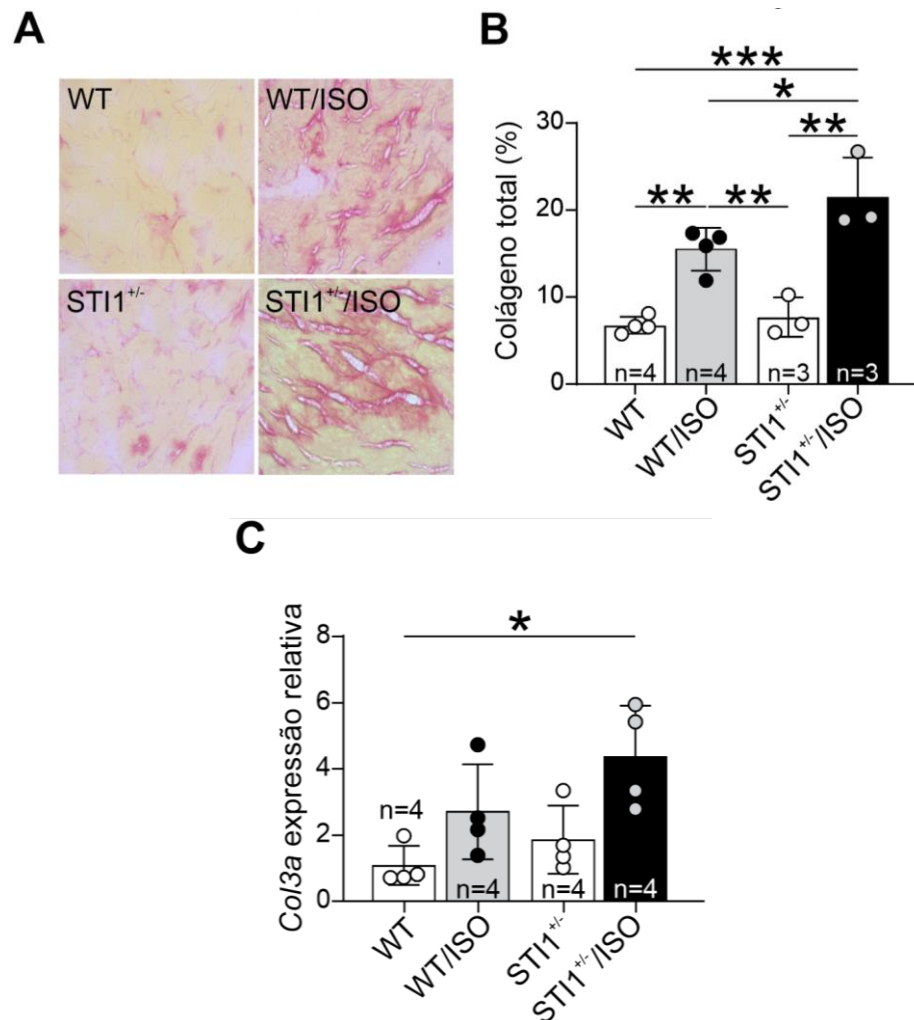 A
WT
WT/ISO
STI1+/-
STI1+/-/ISO
B
Colágeno total (%)
30
20
10
0
***
*
**
**
**
n=4
n=4
n=3
n=3
WT
WT/ISO
STI1+/-
STI1+/-/ISO
C
Col3a expressão relativa
8
6
4
2
0
*
n=4
n=4
n=4
n=4
WT
WT/ISO
STI1+/-
STI1+/-/ISO